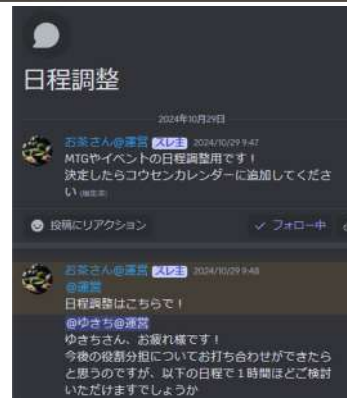 日程調整
2024年10月29日
お茶さん@運営 スレ主 2024/10/29 9:47
MTGやイベントの日程調整用です!
決定したらコウセンカレンダーに追加してくださ
い (編集済)
投稿にリアクション
✓ フォロー中
お茶さん@運営 スレ主 2024/10/29 9:48
@運営
日程調整はこちらで!
@ゆきち@運営
ゆきちさん、お疲れ様です!
今後の役割分担についてお打ち合わせができたら
と思うのですが、以下の日程で1時間ほどご検討
いただけますでしょうか